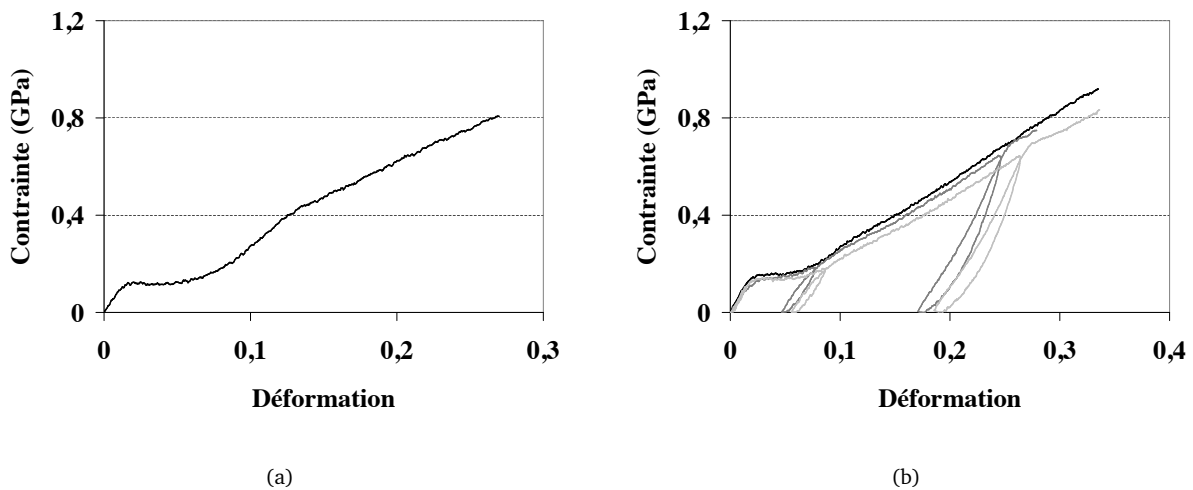 1,2
0,8
0,4
0
0
0,1
0,2
0,3
Contrainte (GPa)
Déformation
(a)
1,2
0,8
0,4
0
0
0,1
0,2
0,3
0,4
Contrainte (GPa)
Déformation
(b)